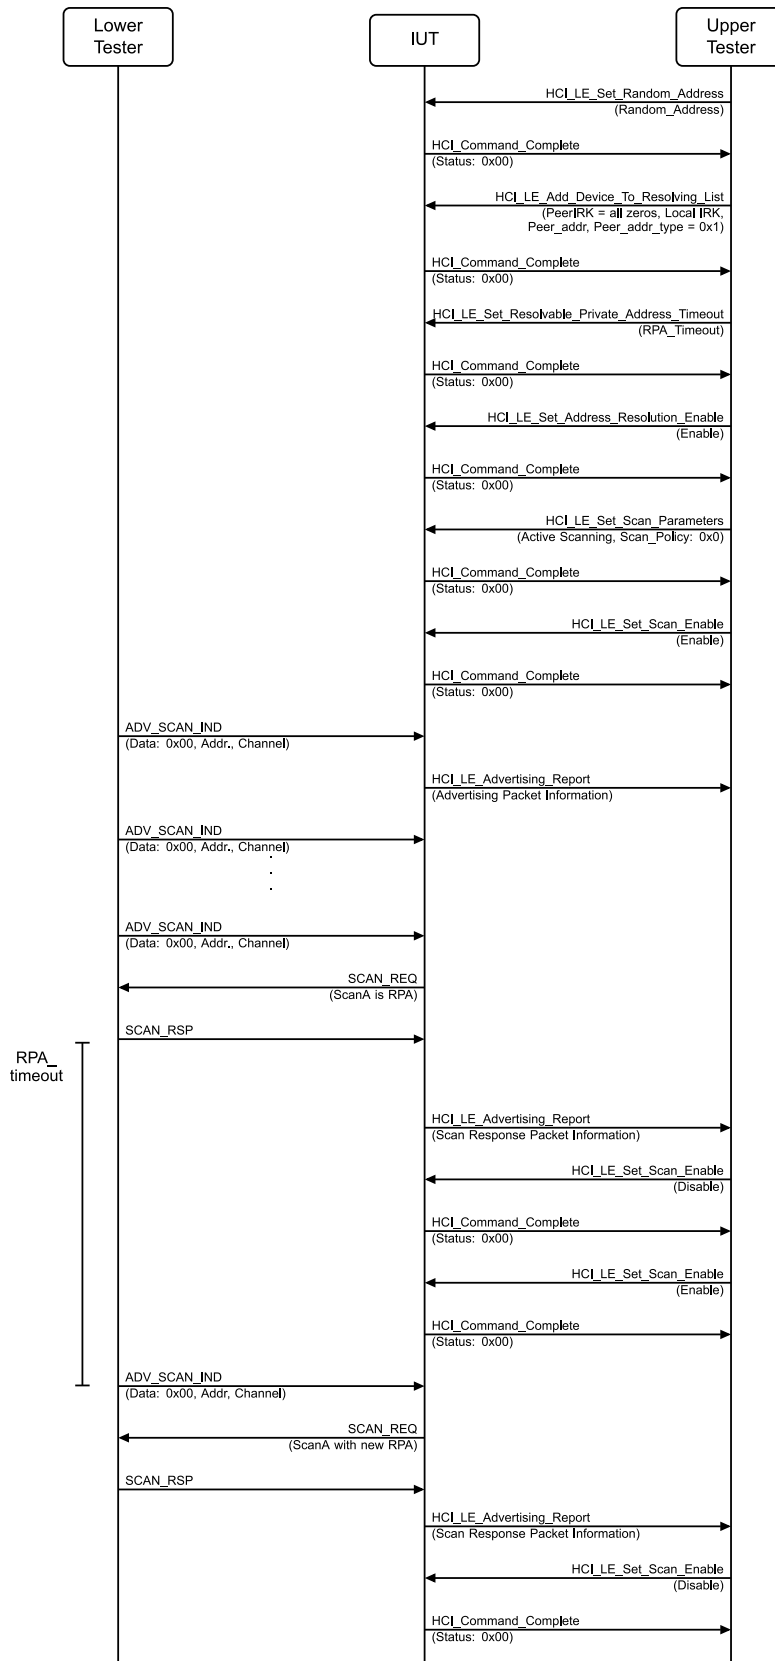 Lower
Tester
IUT
Upper
Tester
HCI_LE_Set_Random_Address
(Random_Address)
HCI_Command_Complete
(Status: 0x00)
HCI_LE_Add_Device_To_Resolving_List
(PeerIRK = all zeros, Local IRK,
Peer_addr, Peer_addr_type = 0x1)
HCI_Command_Complete
(Status: 0x00)
HCI_LE_Set_Resolvable_Private_Address_Timeout
(RPA_Timeout)
HCI_Command_Complete
(Status: 0x00)
HCI_LE_Set_Address_Resolution_Enable
(Enable)
HCI_Command_Complete
(Status: 0x00)
HCI_LE_Set_Scan_Parameters
(Active Scanning, Scan_Policy: 0x0)
HCI_Command_Complete
(Status: 0x00)
HCI_LE_Set_Scan_Enable
(Enable)
HCI_Command_Complete
(Status: 0x00)
ADV_SCAN_IND
(Data: 0x00, Addr., Channel)
HCI_LE_Advertising_Report
(Advertising Packet Information)
ADV_SCAN_IND
(Data: 0x00, Addr., Channel)
.
.
.
ADV_SCAN_IND
(Data: 0x00, Addr., Channel)
SCAN_REQ
(ScanA is RPA)
SCAN_RSP
RPA_
timeout
HCI_LE_Advertising_Report
(Scan Response Packet Information)
HCI_LE_Set_Scan_Enable
(Disable)
HCI_Command_Complete
(Status: 0x00)
HCI_LE_Set_Scan_Enable
(Enable)
HCI_Command_Complete
(Status: 0x00)
ADV_SCAN_IND
(Data: 0x00, Addr, Channel)
SCAN_REQ
(ScanA with new RPA)
SCAN_RSP
HCI_LE_Advertising_Report
(Scan Response Packet Information)
HCI_LE_Set_Scan_Enable
(Disable)
HCI_Command_Complete
(Status: 0x00)